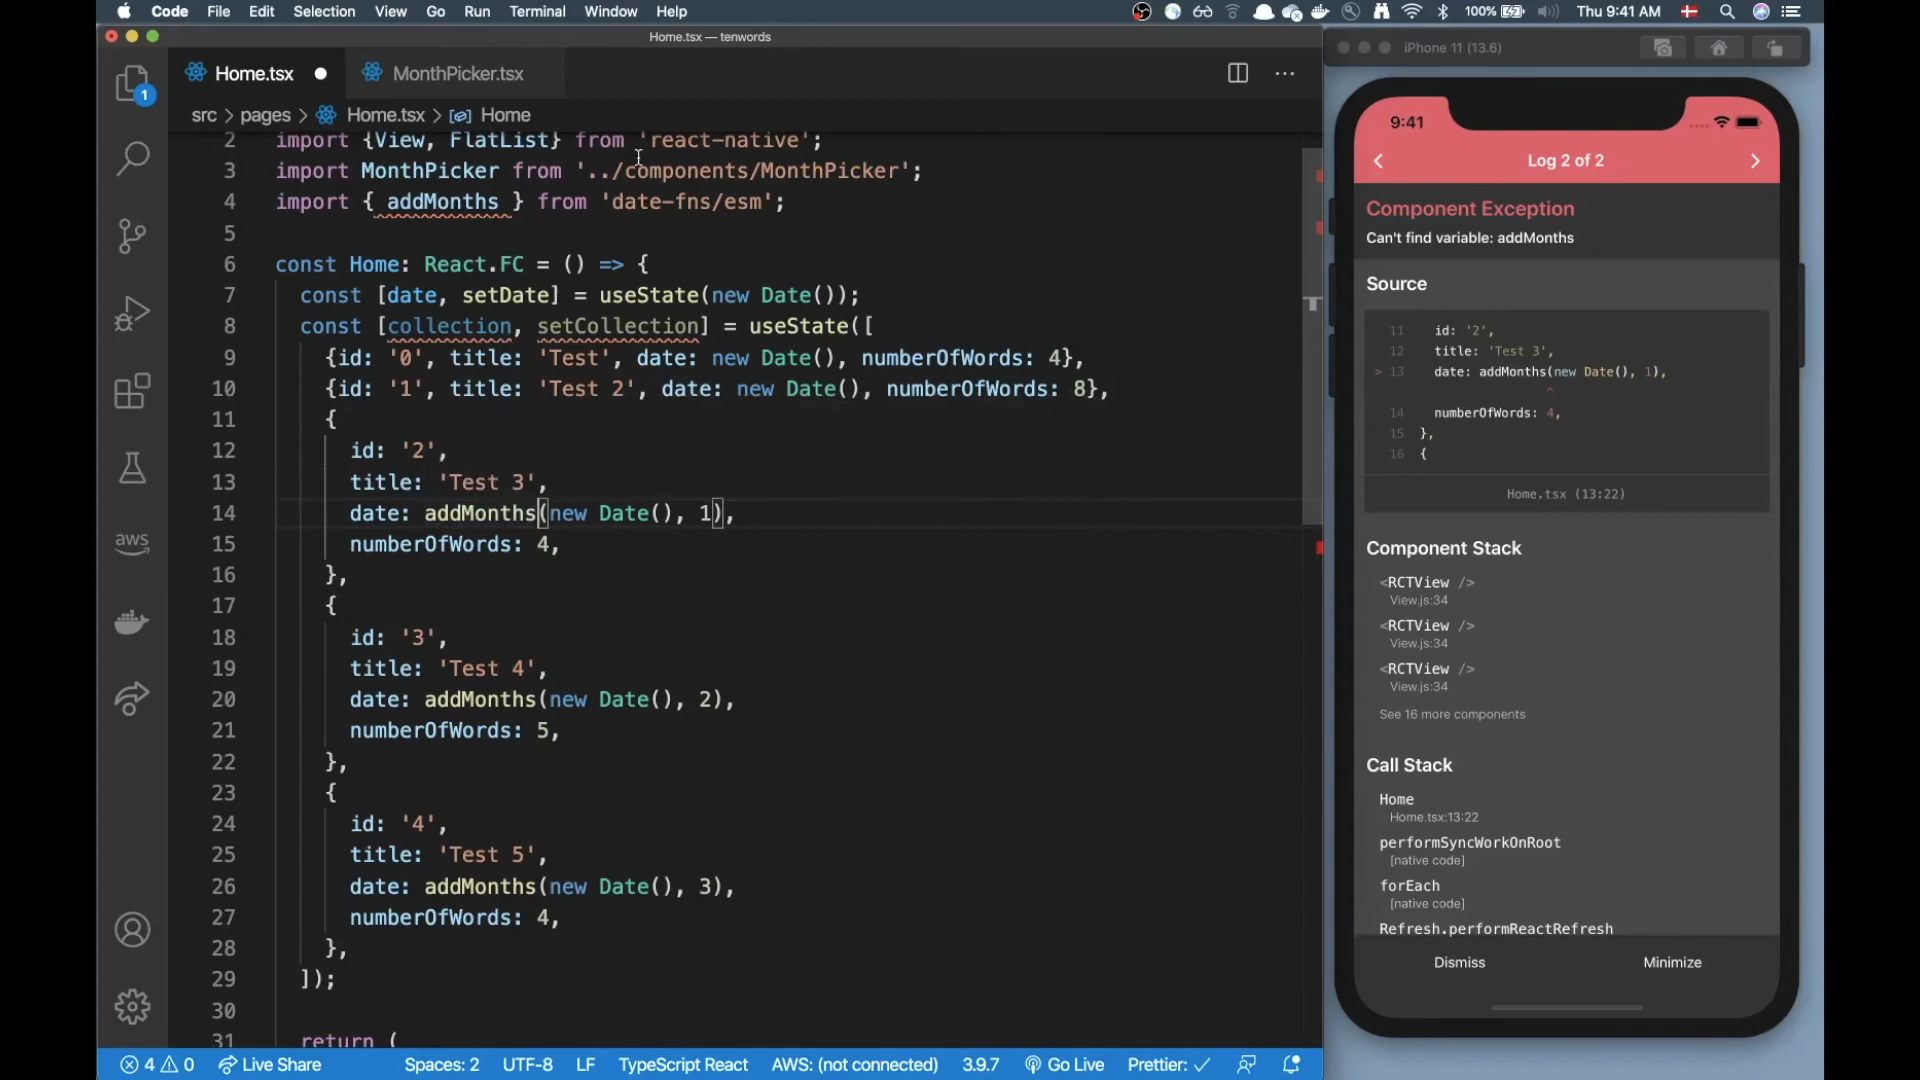 Code File Edit Selection View Go Run Terminal Window Help
100% Thu 9:41 AM
Home.tsx — tenwords
iPhone 11 (13.6)
Home.tsx
MonthPicker.tsx
1
src > pages > Home.tsx > Home
2 import {View, FlatList} from 'react-native';
3 import MonthPicker from '../components/MonthPicker';
4 import { addMonths } from 'date-fns/esm';
5
6 const Home: React.FC = () => {
7 const [date, setDate] = useState(new Date());
8 const [collection, setCollection] = useState([
9 {id: '0', title: 'Test', date: new Date(), numberOfWords: 4},
10 {id: '1', title: 'Test 2', date: new Date(), numberOfWords: 8},
11 {
12 id: '2',
13 title: 'Test 3',
14 date: addMonths(new Date(), 1),
15 numberOfWords: 4,
16 },
17 {
18 id: '3',
19 title: 'Test 4',
20 date: addMonths(new Date(), 2),
21 numberOfWords: 5,
22 },
23 {
24 id: '4',
25 title: 'Test 5',
26 date: addMonths(new Date(), 3),
27 numberOfWords: 4,
28 },
29 ]);
30
31 return (
aws
4 0 Live Share Spaces: 2 UTF-8 LF TypeScript React AWS: (not connected) 3.9.7 Go Live Prettier: ✓
9:41
Log 2 of 2
Component Exception
Can't find variable: addMonths
Source
11 id: '2',
12 title: 'Test 3',
> 13 date: addMonths(new Date(), 1),
^
14 numberOfWords: 4,
15 },
16 {
Home.tsx (13:22)
Component Stack
<RCTView />
View.js:34
<RCTView />
View.js:34
<RCTView />
View.js:34
See 16 more components
Call Stack
Home
Home.tsx:13:22
performSyncWorkOnRoot
[native code]
forEach
[native code]
Refresh.performReactRefresh
Dismiss Minimize